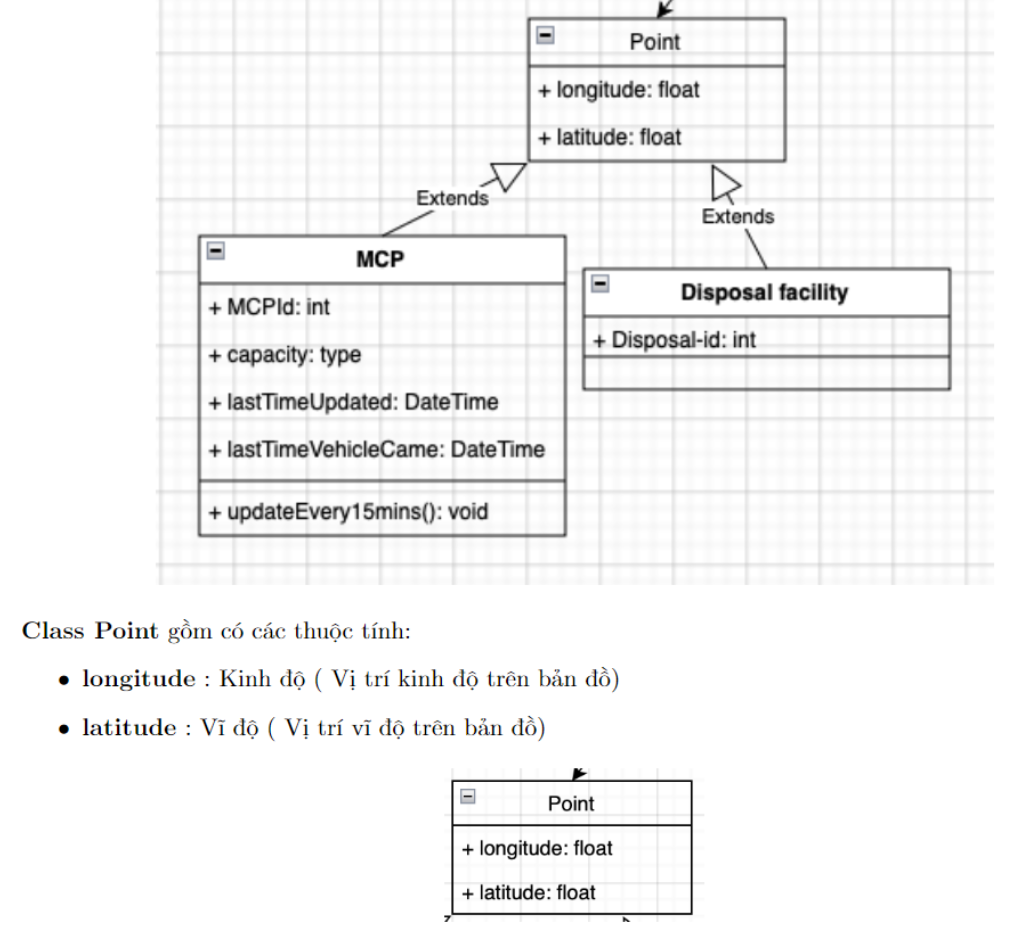 Point
+ longitude: float
+ latitude: float
Extends
Extends
MCP
+ MCPId: int
+ capacity: type
+ lastTimeUpdated: DateTime
+ lastTimeVehicleCame: DateTime
+ updateEvery15mins(): void
Disposal facility
+ Disposal-id: int
Class Point gồm có các thuộc tính:
• longitude : Kinh độ ( Vị trí kinh độ trên bản đồ)
• latitude : Vĩ độ ( Vị trí vĩ độ trên bản đồ)
Point
+ longitude: float
+ latitude: float